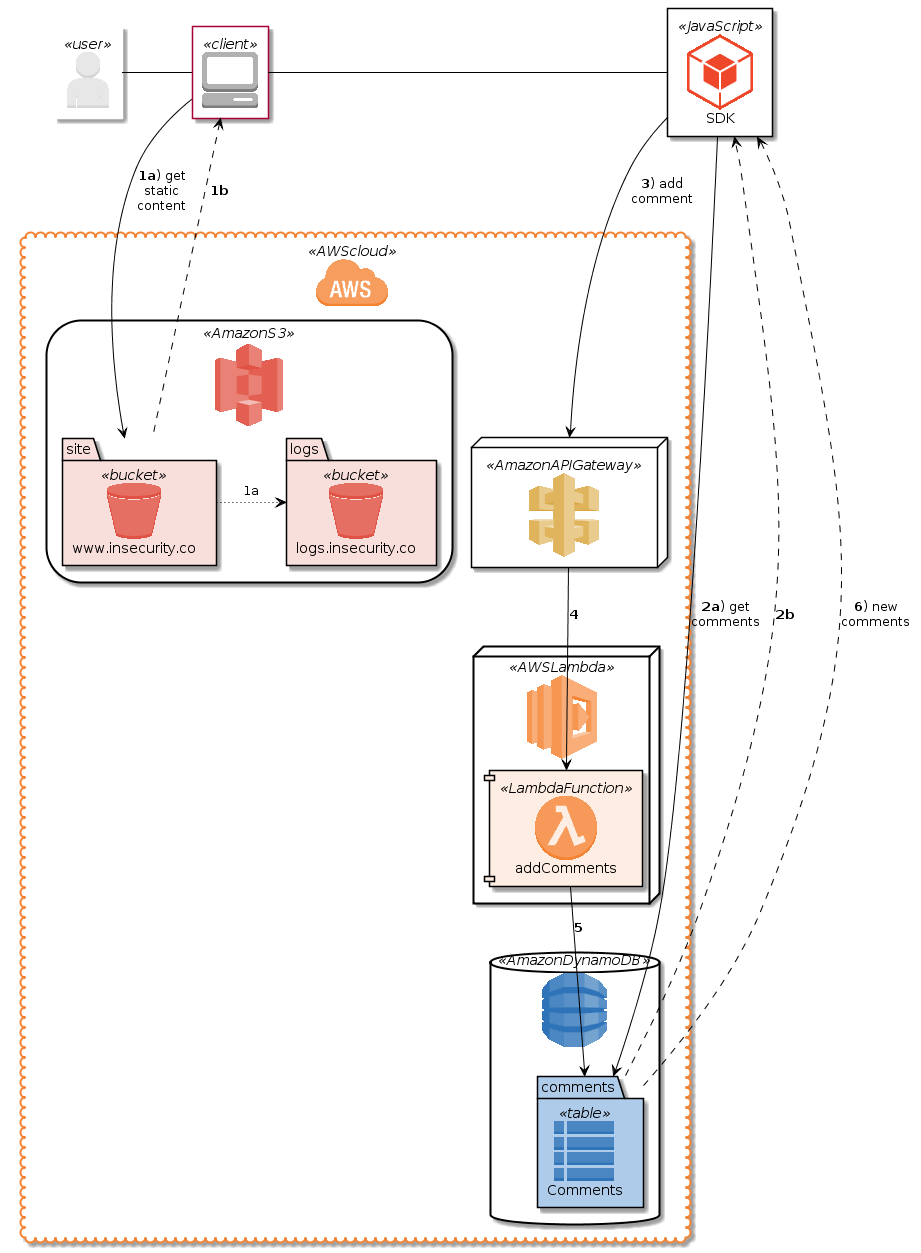 «user»
«client»
«JavaScript»
SDK
1a) get
static
content
1b
3) add
comment
«AWScloud»
AWS
«AmazonS3»
site
«bucket»
www.insecurity.co
1a
logs
«bucket»
logs.insecurity.co
«AmazonAPIGateway»
4
2a) get
comments
2b
6) new
comments
«AWSLambda»
«LambdaFunction»
λ
addComments
5
«AmazonDynamoDB»
comments
«table»
Comments